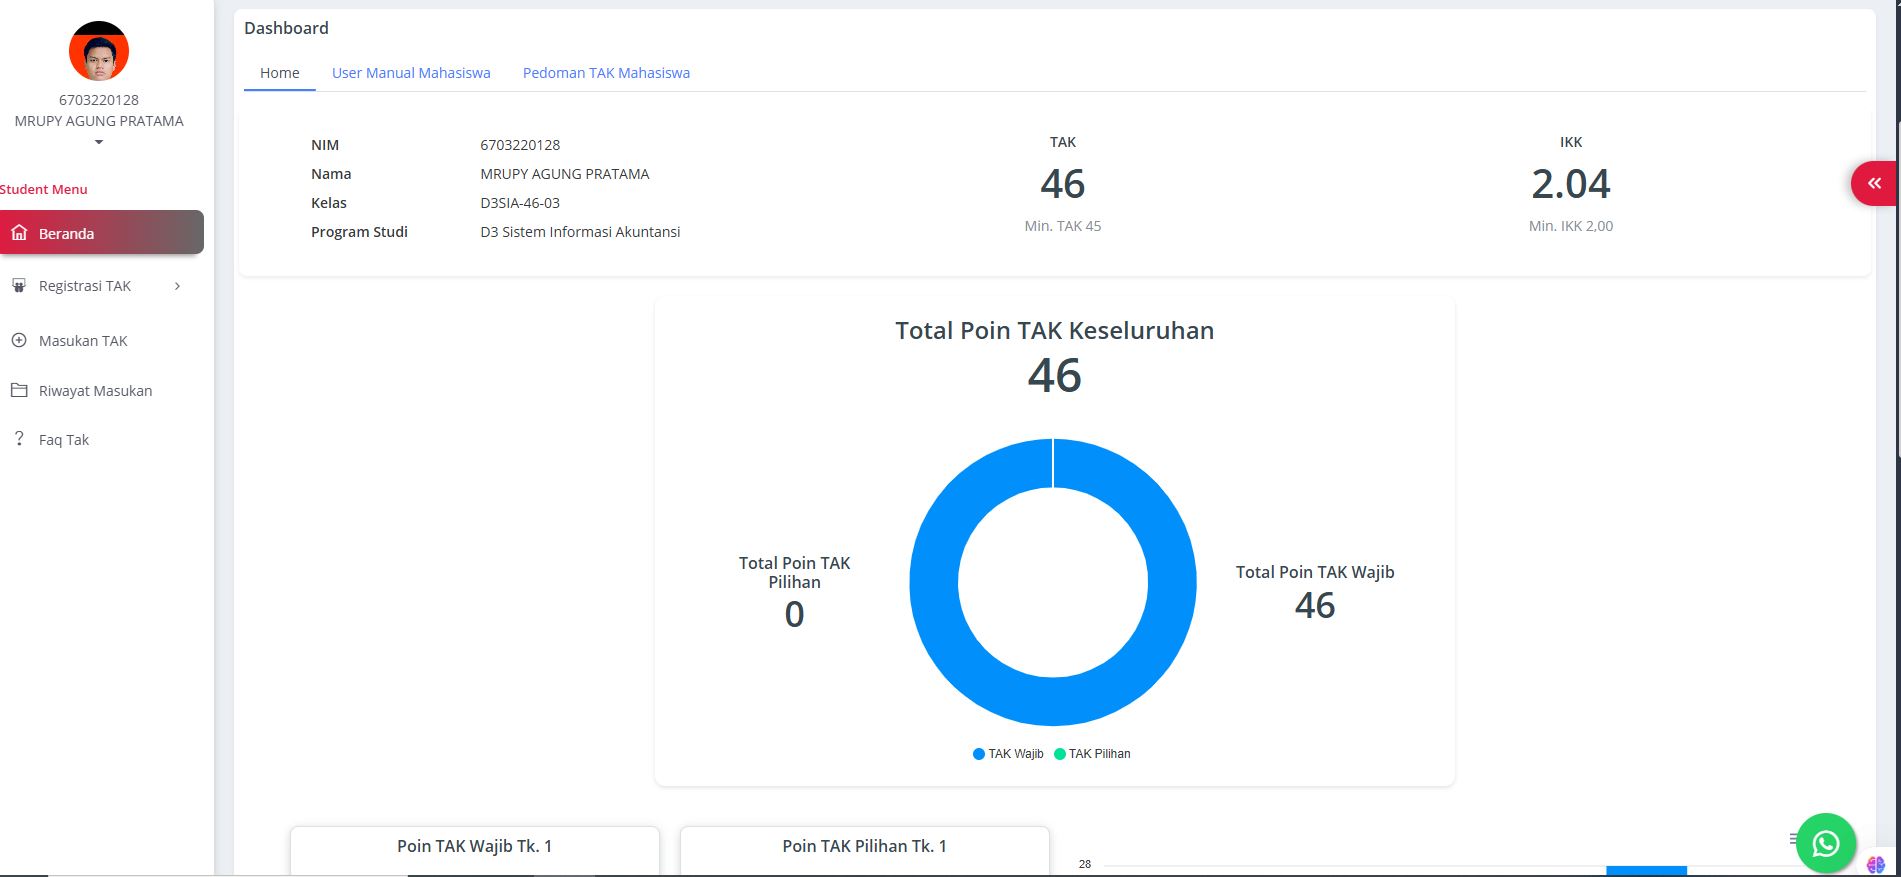 6703220128
MRUPY AGUNG PRATAMA
Student Menu
Beranda
Registrasi TAK
Masukan TAK
Riwayat Masukan
Faq Tak
Dashboard
Home
User Manual Mahasiswa
Pedoman TAK Mahasiswa
NIM 6703220128
Nama MRUPY AGUNG PRATAMA
Kelas D3SIA-46-03
Program Studi D3 Sistem Informasi Akuntansi
TAK
46
Min. TAK 45
IKK
2.04
Min. IKK 2,00
Total Poin TAK Keseluruhan
46
Total Poin TAK
Pilihan
0
Total Poin TAK Wajib
46
TAK Wajib
TAK Pilihan
Poin TAK Wajib Tk. 1
Poin TAK Pilihan Tk. 1
28